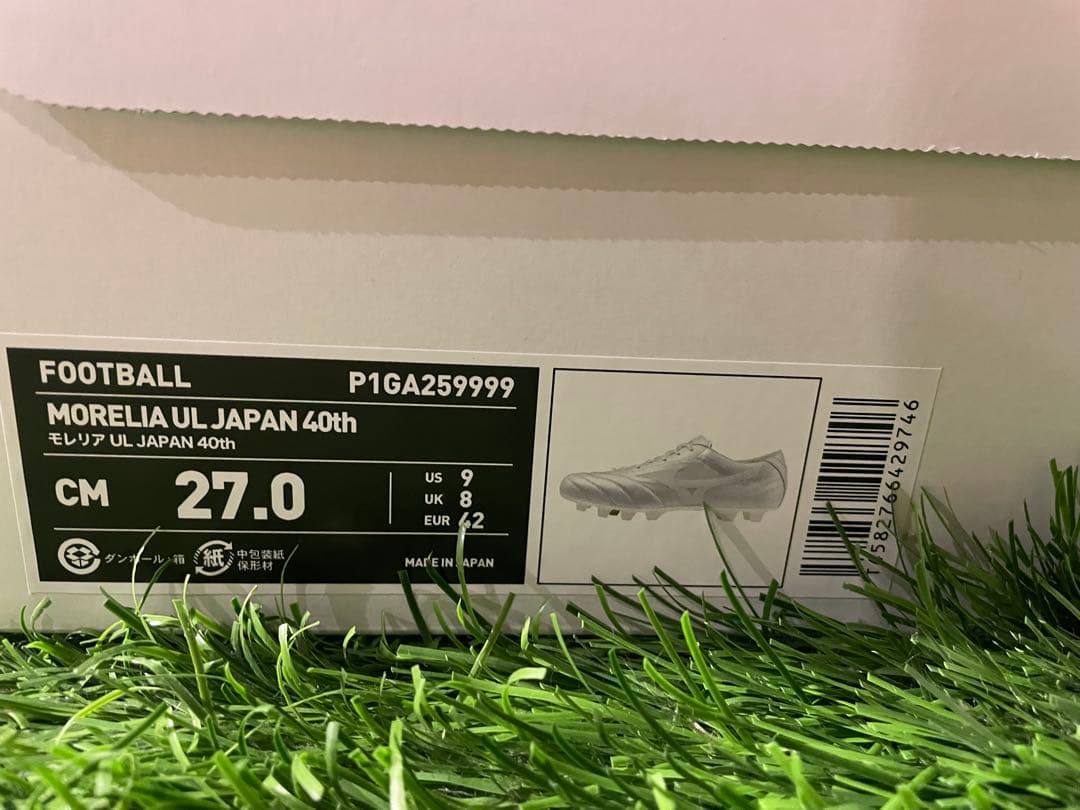 FOOTBALL P1GA259999
MORELIA UL JAPAN 40th
モレリア UL JAPAN 40th
CM 27.0
US 9
UK 8
EUR 42
ダンボール 箱
紙 中包装紙
保形材
MADE IN JAPAN